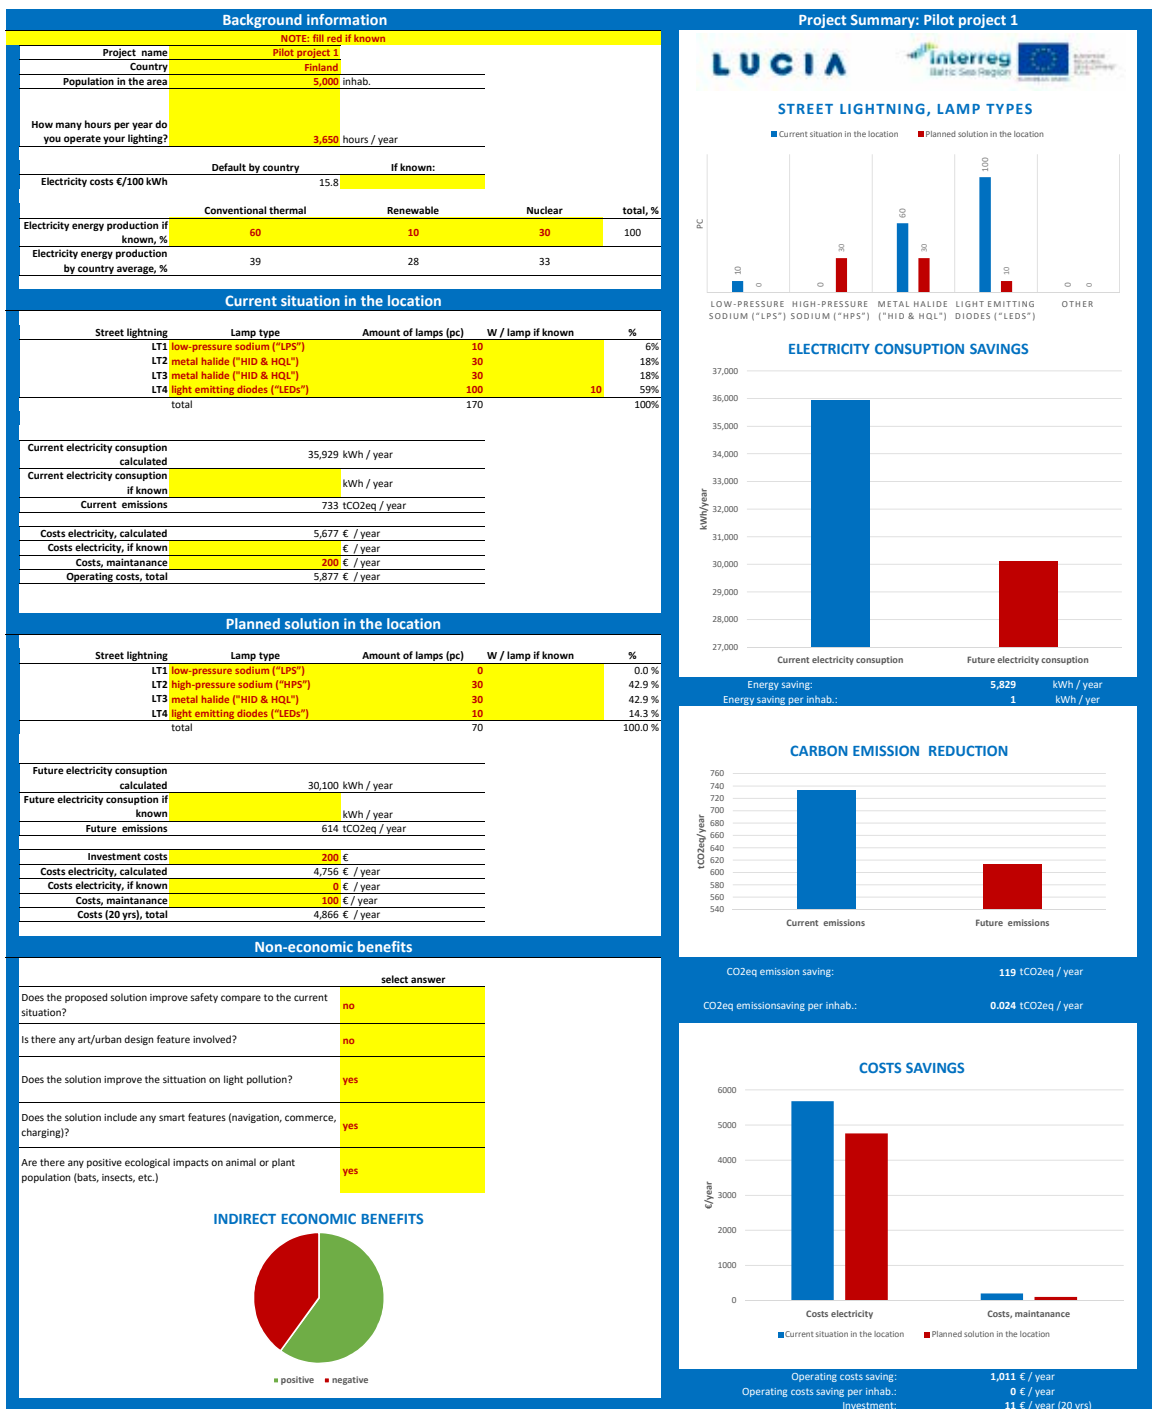 Background information
NOTE: fill red if known
Project name Pilot project 1
Country Finland
Population in the area 5,000 inhab.
How many hours per year do
you operate your lighting? 3,650 hours / year
Default by country If known:
Electricity costs €/100 kWh 15.8
Conventional thermal Renewable Nuclear total, %
Electricity energy production if
known, % 60 10 30 100
Electricity energy production
by country average, % 39 28 33
Current situation in the location
Street lightning Lamp type Amount of lamps (pc) W / lamp if known %
LT1 low-pressure sodium (“LPS”) 10 6%
LT2 metal halide ("HID & HQL") 30 18%
LT3 metal halide ("HID & HQL") 30 18%
LT4 light emitting diodes (“LEDs”) 100 10 59%
total 170 100%
Current electricity consuption
calculated 35,929 kWh / year
Current electricity consuption
if known kWh / year
Current emissions 733 tCO2eq / year
Costs electricity, calculated 5,677 € / year
Costs electricity, if known € / year
Costs, maintanance 200 € / year
Operating costs, total 5,877 € / year
Planned solution in the location
Street lightning Lamp type Amount of lamps (pc) W / lamp if known %
LT1 low-pressure sodium (“LPS”) 0 0.0 %
LT2 high-pressure sodium (“HPS”) 30 42.9 %
LT3 metal halide ("HID & HQL") 30 42.9 %
LT4 light emitting diodes (“LEDs”) 10 14.3 %
total 70 100.0 %
Future electricity consuption
calculated 30,100 kWh / year
Future electricity consuption if
known kWh / year
Future emissions 614 tCO2eq / year
Investment costs 200 €
Costs electricity, calculated 4,756 € / year
Costs electricity, if known 0 € / year
Costs, maintanance 100 € / year
Costs (20 yrs), total 4,866 € / year
Non-economic benefits
select answer
Does the proposed solution improve safety compare to the current
situation? no
Is there any art/urban design feature involved? no
Does the solution improve the sittuation on light pollution? yes
Does the solution include any smart features (navigation, commerce,
charging)? yes
Are there any positive ecological impacts on animal or plant
population (bats, insects, etc.) yes
INDIRECT ECONOMIC BENEFITS
positive negative
Project Summary: Pilot project 1
LUCIA
interreg
Baltic Sea Region
STREET LIGHTNING, LAMP TYPES
Current situation in the location Planned solution in the location
PC
10 0 0 30 60 30 100 10 0 0
LOW-PRESSURE HIGH-PRESSURE METAL HALIDE LIGHT EMITTING OTHER
SODIUM (“LPS”) SODIUM (“HPS”) ("HID & HQL") DIODES (“LEDS”)
ELECTRICITY CONSUPTION SAVINGS
kWh/year
37,000
36,000
35,000
34,000
33,000
32,000
31,000
30,000
29,000
28,000
27,000
Current electricity consuption Future electricity consuption
Energy saving: 5,829 kWh / year
Energy saving per inhab.: 1 kWh / yer
CARBON EMISSION REDUCTION
tCO2eq/year
760
740
720
700
680
660
640
620
600
580
560
540
Current emissions Future emissions
CO2eq emission saving: 119 tCO2eq / year
CO2eq emissionsaving per inhab.: 0.024 tCO2eq / year
COSTS SAVINGS
€/year
6000
5000
4000
3000
2000
1000
0
Costs electricity Costs, maintanance
Current situation in the location Planned solution in the location
Operating costs saving: 1,011 € / year
Operating costs saving per inhab.: 0 € / year
Investment: 11 € / year (20 yrs)